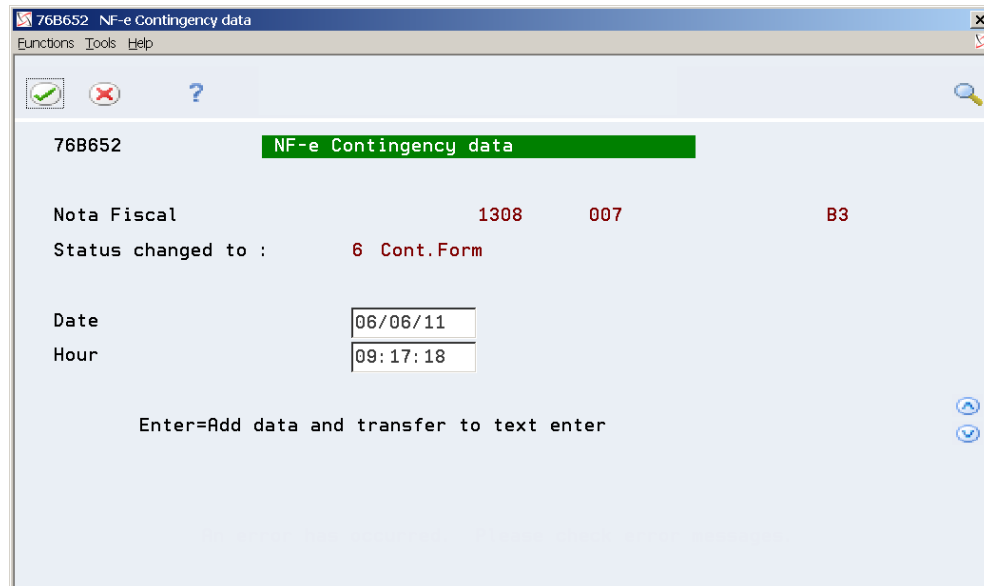 76B652 NF-e Contingency data
Functions Tools Help
?
76B652 NF-e Contingency data
Nota Fiscal 1308 007 B3
Status changed to : 6 Cont.Form
Date 06/06/11
Hour 09:17:18
Enter=Add data and transfer to text enter